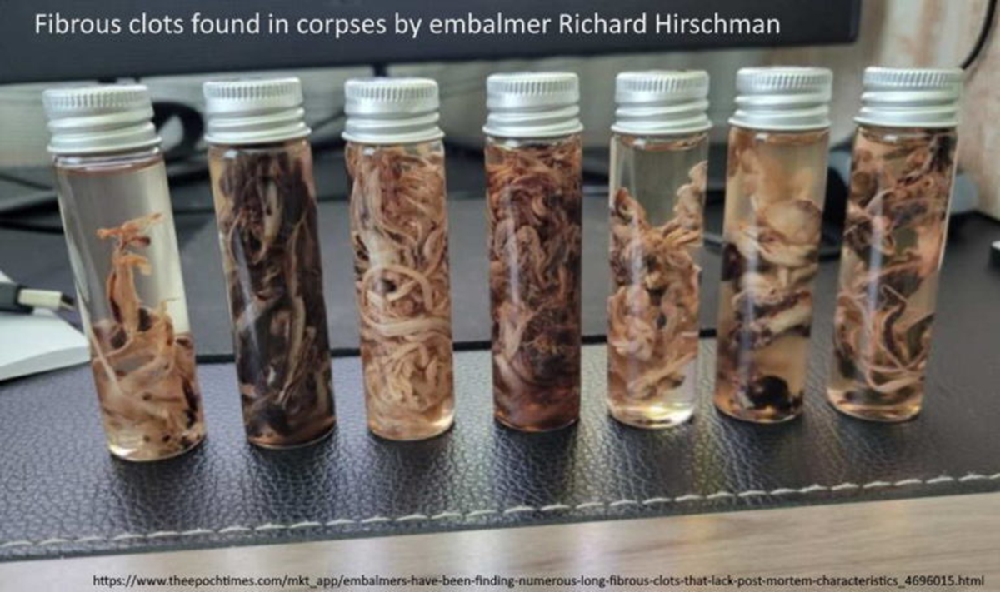 Fibrous clots found in corpses by embalmer Richard Hirschman
https://www.theepochtimes.com/mkt_app/embalmers-have-been-finding-numerous-long-fibrous-clots-that-lack-post-mortem-characteristics_4696015.html